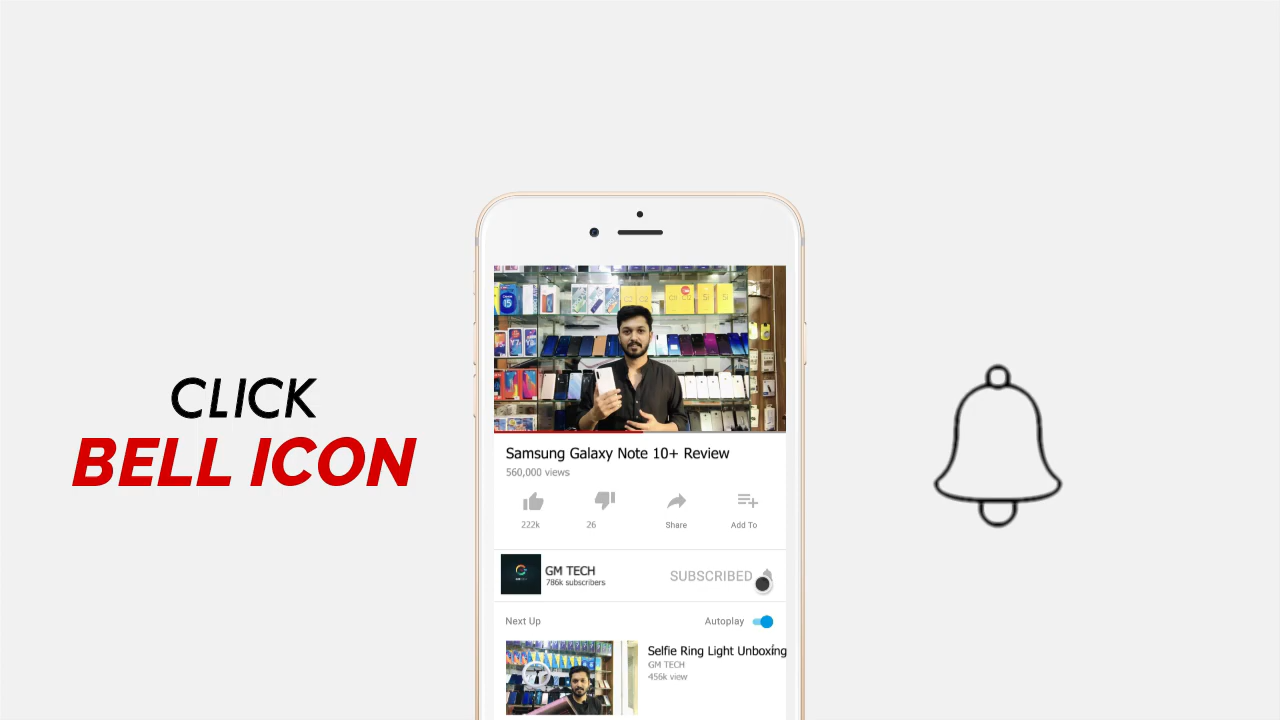 CLICK
BELL ICON
Samsung Galaxy Note 10+ Review
560,000 views
222k
26
Share
Add To
GM TECH
786k subscribers
SUBSCRIBED
Next Up
Autoplay
Selfie Ring Light Unboxing
GM TECH
456k view